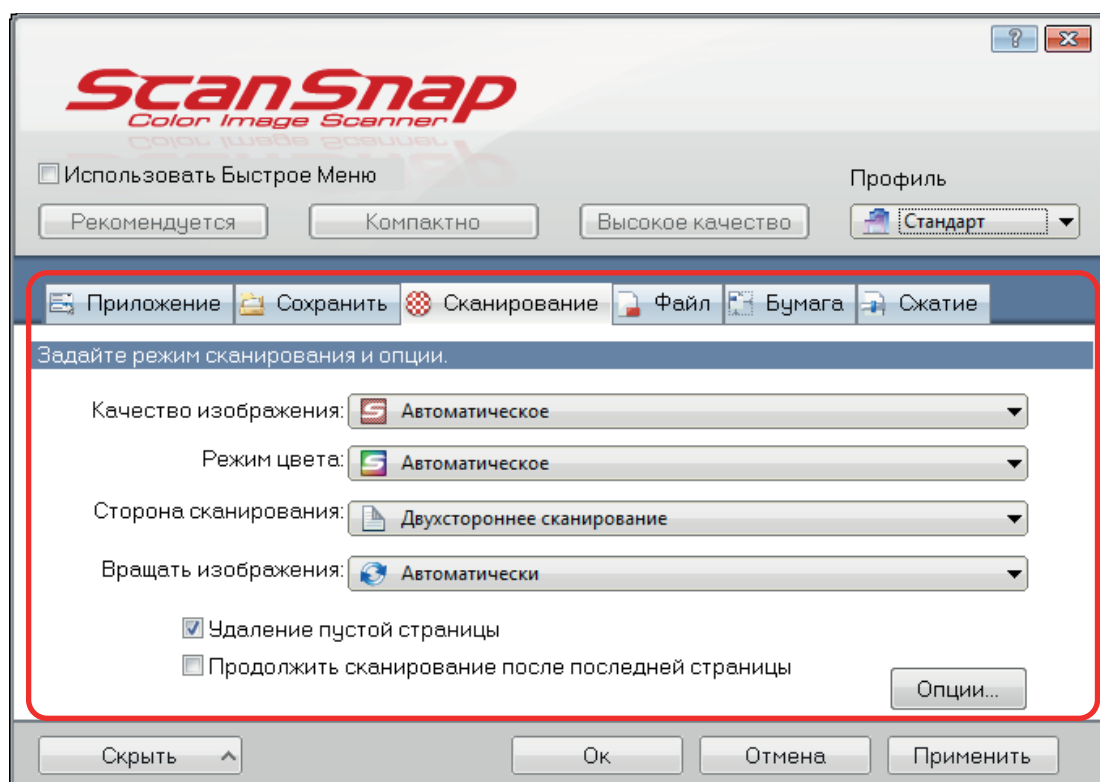 ?
ScanSnap
Color Image Scanner
Использовать Быстрое Меню
Профиль
Рекомендуется Компактно Высокое качество Стандарт
Приложение Сохранить Сканирование Файл Бумага Сжатие
Задайте режим сканирования и опции.
Качество изображения: Автоматическое
Режим цвета: Автоматическое
Сторона сканирования: Двухстороннее сканирование
Вращать изображения: Автоматически
Удаление пустой страницы
Продолжить сканирование после последней страницы
Опции...
Скрыть Ок Отмена Применить